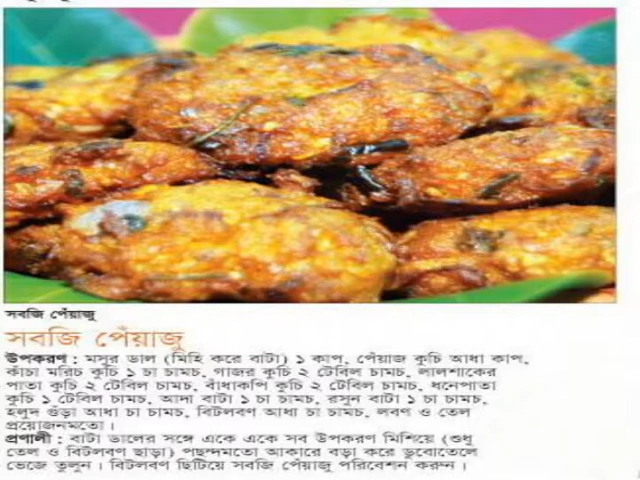 সবজি পেঁয়াজু
সবজি পেঁয়াজু
উপকরণ : মসুর ডাল (মিহি করে বাটা) ১ কাপ, পেঁয়াজ কুচি আধা কাপ,
কাঁচা মরিচ কুচি ১ চা চামচ, গাজর কুচি ২ টেবিল চামচ, লালশাকের
পাতা কুচি ২ টেবিল চামচ, বাঁধাকপি কুচি ২ টেবিল চামচ, ধনেপাতা
কুচি ১ টেবিল চামচ, আদা বাটা ১ চা চামচ, রসুন বাটা ১ চা চামচ,
হলুদ গুঁড়া আধা চা চামচ, বিটলবণ আধা চা চামচ, লবণ ও তেল
প্রয়োজনমতো।
প্রণালী : বাটা ডালের সঙ্গে একে একে সব উপকরণ মিশিয়ে (শুধু
তেল ও বিটলবণ ছাড়া) পছন্দমতো আকারে বড়া করে ডুবোতেলে
ভেজে তুলুন। বিটলবণ ছিটিয়ে সবজি পেঁয়াজু পরিবেশন করুন।